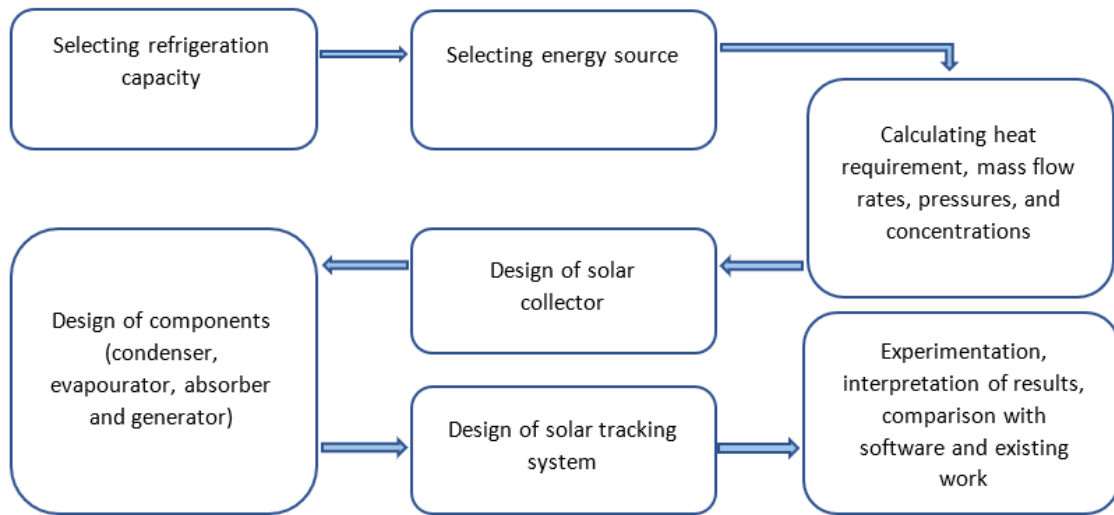 Selecting refrigeration
capacity
Selecting energy source
Calculating heat
requirement, mass flow
rates, pressures, and
concentrations
Design of solar
collector
Design of components
(condenser,
evapourator, absorber
and generator)
Design of solar tracking
system
Experimentation,
interpretation of results,
comparison with
software and existing
work